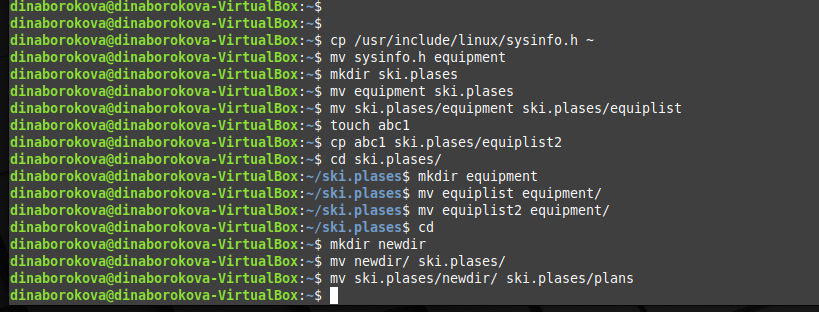 dinaborokova@dinaborokova-VirtualBox:~$
dinaborokova@dinaborokova-VirtualBox:~$
dinaborokova@dinaborokova-VirtualBox:~$ cp /usr/include/linux/sysinfo.h ~
dinaborokova@dinaborokova-VirtualBox:~$ mv sysinfo.h equipment
dinaborokova@dinaborokova-VirtualBox:~$ mkdir ski.plases
dinaborokova@dinaborokova-VirtualBox:~$ mv equipment ski.plases
dinaborokova@dinaborokova-VirtualBox:~$ mv ski.plases/equipment ski.plases/equiplist
dinaborokova@dinaborokova-VirtualBox:~$ touch abc1
dinaborokova@dinaborokova-VirtualBox:~$ cp abc1 ski.plases/equiplist2
dinaborokova@dinaborokova-VirtualBox:~$ cd ski.plases/
dinaborokova@dinaborokova-VirtualBox:~/ski.plases$ mkdir equipment
dinaborokova@dinaborokova-VirtualBox:~/ski.plases$ mv equiplist equipment/
dinaborokova@dinaborokova-VirtualBox:~/ski.plases$ mv equiplist2 equipment/
dinaborokova@dinaborokova-VirtualBox:~/ski.plases$ cd
dinaborokova@dinaborokova-VirtualBox:~$ mkdir newdir
dinaborokova@dinaborokova-VirtualBox:~$ mv newdir/ ski.plases/
dinaborokova@dinaborokova-VirtualBox:~$ mv ski.plases/newdir/ ski.plases/plans
dinaborokova@dinaborokova-VirtualBox:~$